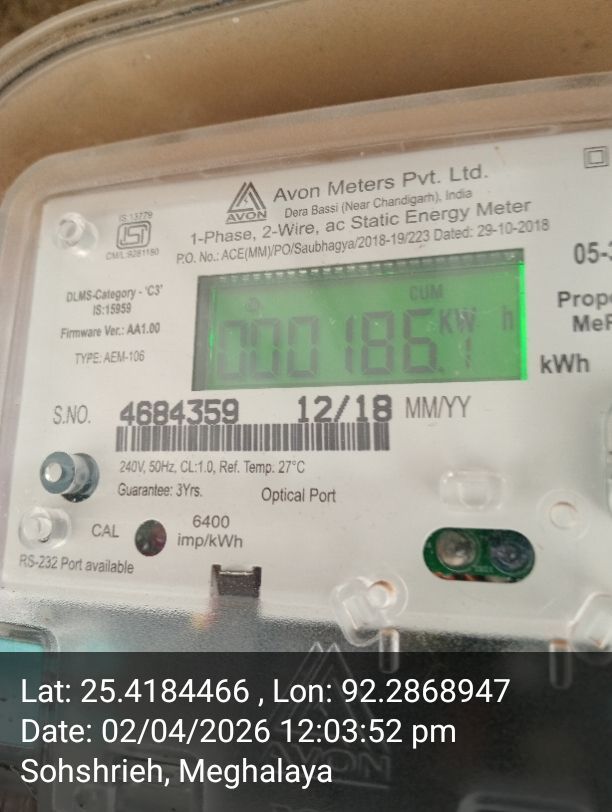 Avon Meters Pvt. Ltd.
AVON
Dera Bassi (Near Chandigarh), India
1-Phase, 2-Wire, ac Static Energy Meter
P.O. No.: ACE(MM)/PO/Saubhagya/2018-19/223 Dated: 29-10-2018
IS:13779
ISI
CM/L:9281180
DLMS-Category - 'C3'
IS:15959
Firmware Ver.: AA1.00
TYPE: AEM-106
CUM
000186.1
KW h
kWh
S.NO. 4684359 12/18 MM/YY
240V, 50Hz, CL:1.0, Ref. Temp: 27°C
Guarantee: 3Yrs.
Optical Port
CAL
6400
imp/kWh
RS-232 Port available
AVON
Lat: 25.4184466 , Lon: 92.2868947
Date: 02/04/2026 12:03:52 pm
Sohshrieh, Meghalaya